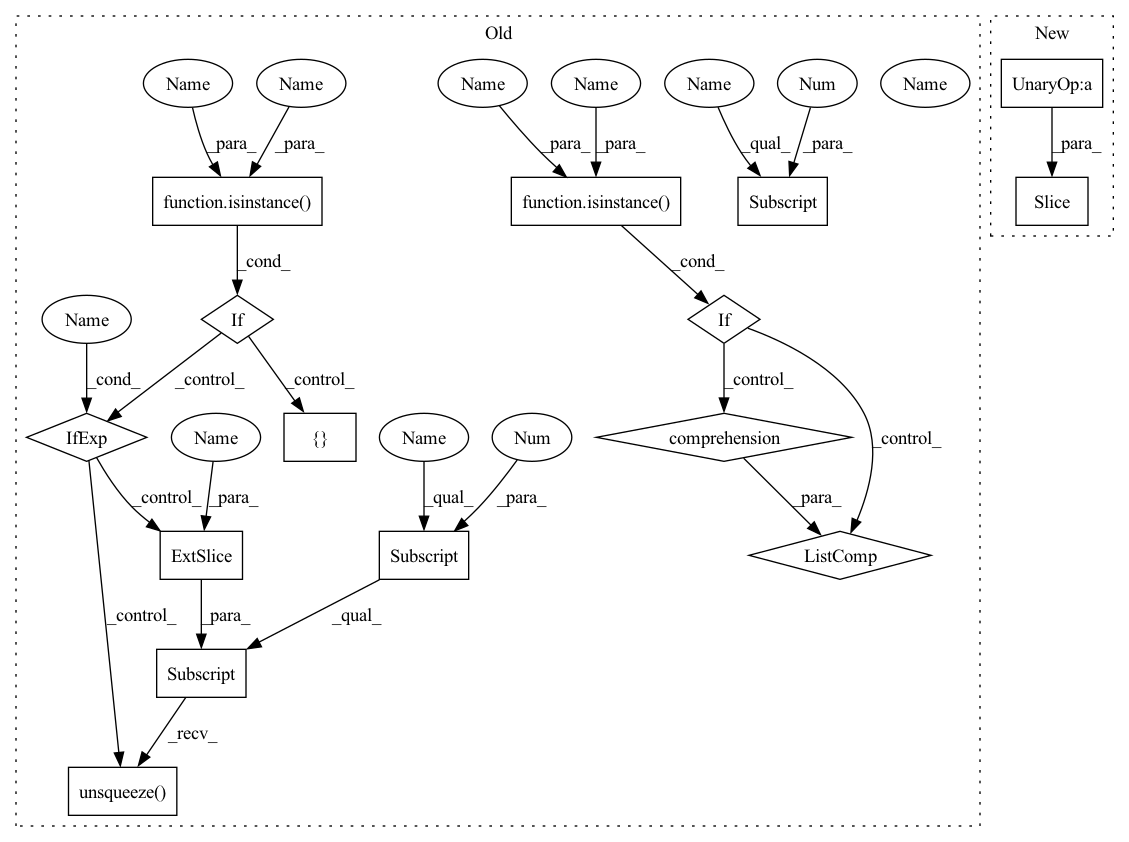 Old
New
Name
Name
Name
Name
Name
Num
Name
UnaryOp:a
_para_
_para_
_para_
_para_
_qual_
_para_
_para_
function.isinstance()
function.isinstance()
Subscript
Slice
_cond_
_cond_
Name
If
If
_cond_
_control_
_control_
_control_
_control_
IfExp
Name
{}
Name
Num
comprehension
_control_
_para_
_qual_
_para_
_para_
ExtSlice
Subscript
ListComp
_control_
_para_
_qual_
Subscript
_recv_
unsqueeze()